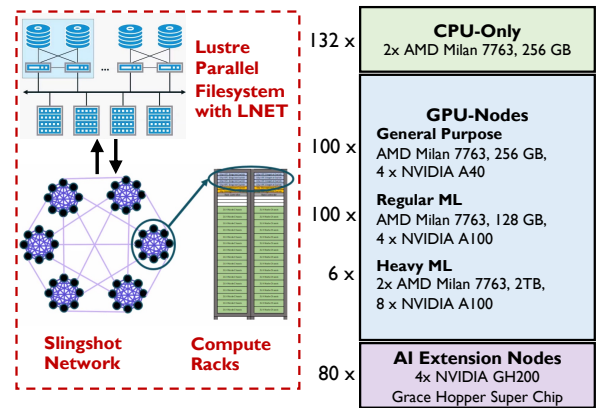 Lustre
Parallel
Filesystem
with LNET
...
Slingshot
Network
Compute
Racks
132 x
CPU-Only
2x AMD Milan 7763, 256 GB
GPU-Nodes
General Purpose
100 x
AMD Milan 7763, 256 GB,
4 x NVIDIA A40
Regular ML
100 x
AMD Milan 7763, 128 GB,
4 x NVIDIA A100
Heavy ML
6 x
2x AMD Milan 7763, 2TB,
8 x NVIDIA A100
AI Extension Nodes
80 x
4x NVIDIA GH200
Grace Hopper Super Chip